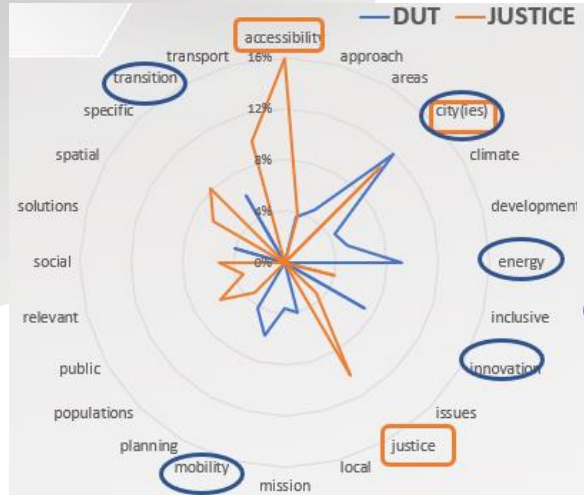 DUT JUSTICE
accessibility
transport approach
transition areas
specific city(ies)
spatial climate
solutions development
social energy
relevant inclusive
public innovation
populations issues
planning justice
mobility local
mission
16%
12%
8%
4%
0%